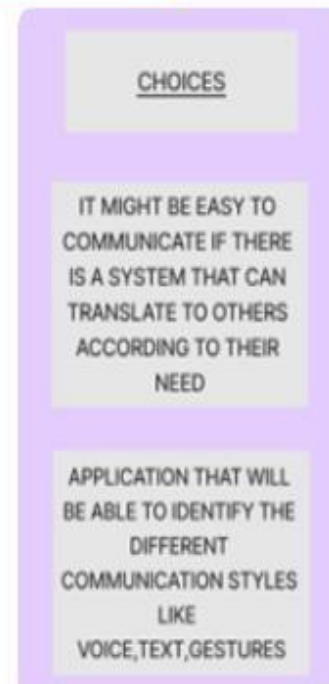 CHOICES
IT MIGHT BE EASY TO
COMMUNICATE IF THERE
IS A SYSTEM THAT CAN
TRANSLATE TO OTHERS
ACCORDING TO THEIR
NEED
APPLICATION THAT WILL
BE ABLE TO IDENTIFY THE
DIFFERENT
COMMUNICATION STYLES
LIKE
VOICE,TEXT,GESTURES